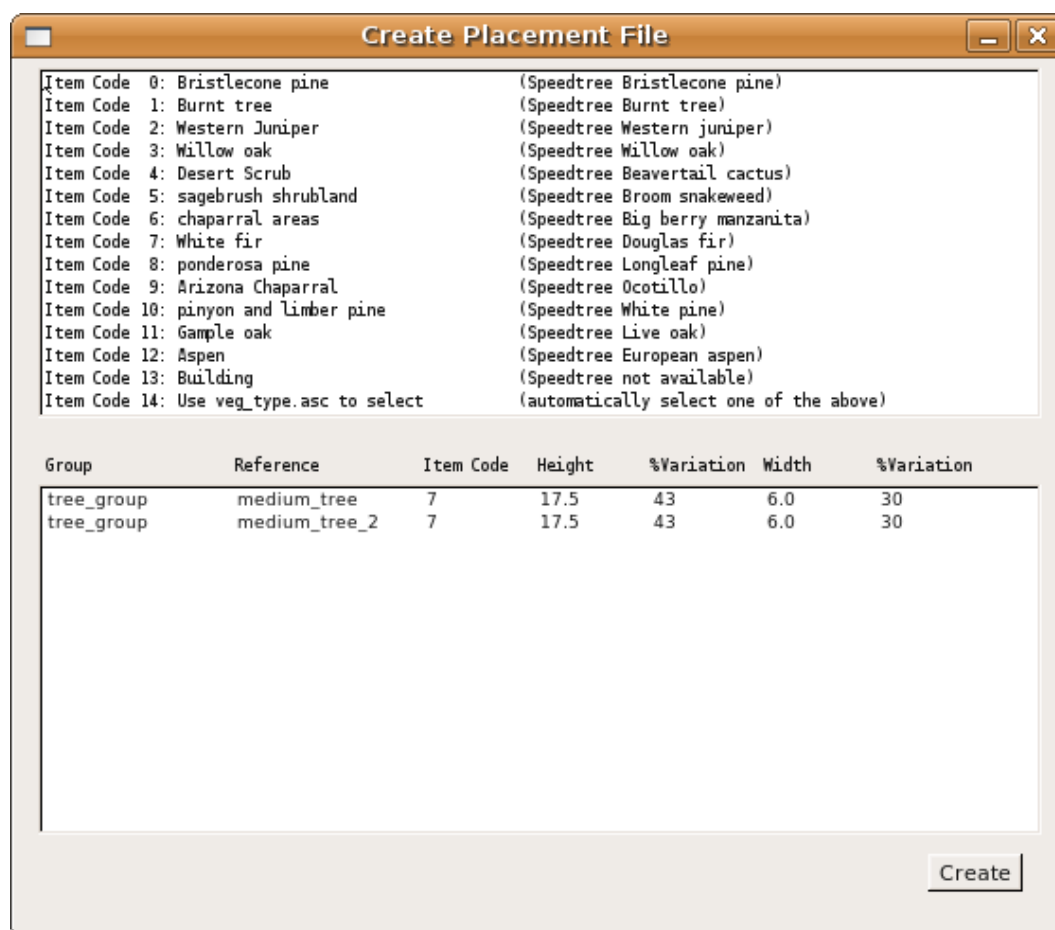 Create Placement File
Item Code  0: Bristlecone pine (Speedtree Bristlecone pine)
Item Code  1: Burnt tree (Speedtree Burnt tree)
Item Code  2: Western Juniper (Speedtree Western juniper)
Item Code  3: Willow oak (Speedtree Willow oak)
Item Code  4: Desert Scrub (Speedtree Beavertail cactus)
Item Code  5: sagebrush shrubland (Speedtree Broom snakeweed)
Item Code  6: chaparral areas (Speedtree Big berry manzanita)
Item Code  7: White fir (Speedtree Douglas fir)
Item Code  8: ponderosa pine (Speedtree Longleaf pine)
Item Code  9: Arizona Chaparral (Speedtree Ocotillo)
Item Code 10: pinyon and limber pine (Speedtree White pine)
Item Code 11: Gample oak (Speedtree Live oak)
Item Code 12: Aspen (Speedtree European aspen)
Item Code 13: Building (Speedtree not available)
Item Code 14: Use veg_type.asc to select (automatically select one of the above)
Group Reference Item Code Height %Variation Width %Variation
tree_group medium_tree 7 17.5 43 6.0 30
tree_group medium_tree_2 7 17.5 43 6.0 30
Create